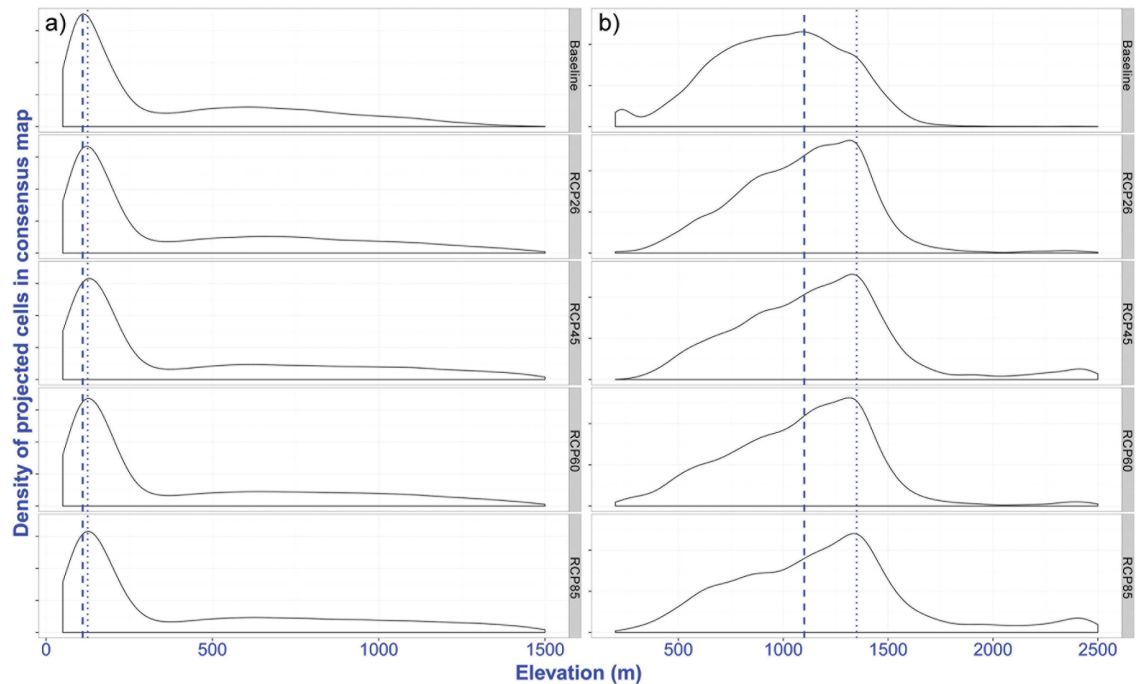 a)
b)
Baseline
Baseline
RCP26
RCP26
RCP45
RCP45
RCP60
RCP60
RCP85
RCP85
Density of projected cells in consensus map
0 500 1000 1500
500 1000 1500 2000 2500
Elevation (m)